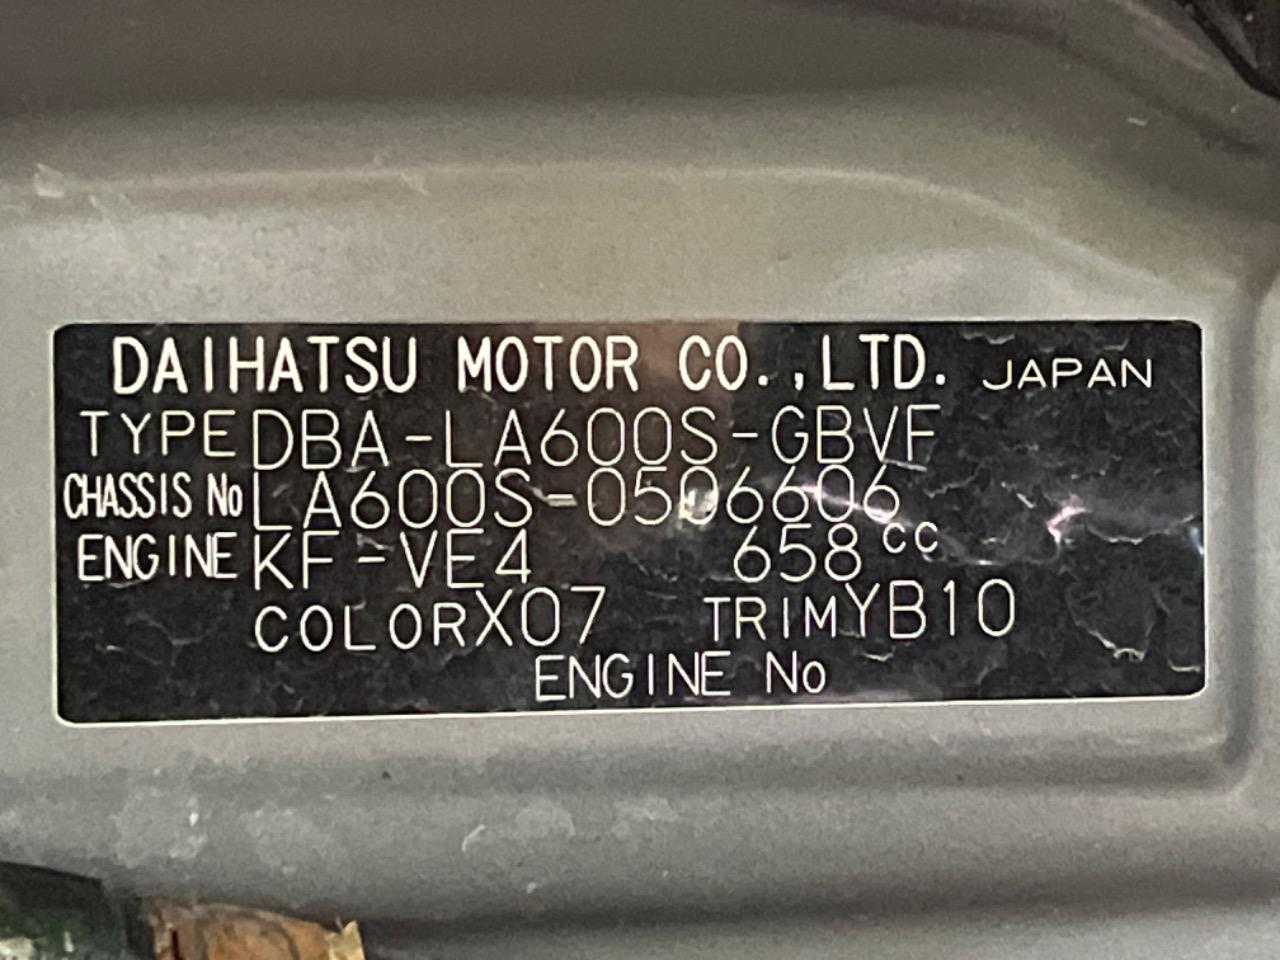 DAIHATSU MOTOR CO.,LTD. JAPAN
TYPE DBA-LA600S-GBVF
CHASSIS No LA600S-0506606
ENGINE KF-VE4 658 CC
COLOR X07 TRIM YB10
ENGINE No